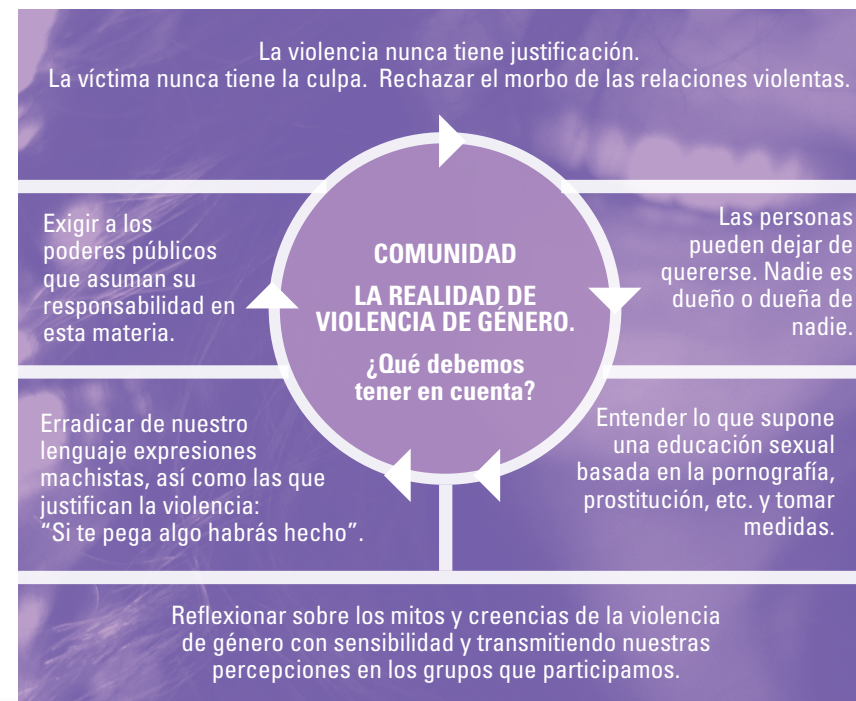 La violencia nunca tiene justificación.
La víctima nunca tiene la culpa. Rechazar el morbo de las relaciones violentas.
Las personas
pueden dejar de
quererse. Nadie es
dueño o dueña de
nadie.
Entender lo que supone
una educación sexual
basada en la pornografía,
prostitución, etc. y tomar
medidas.
Reflexionar sobre los mitos y creencias de la violencia
de género con sensibilidad y transmitiendo nuestras
percepciones en los grupos que participamos.
Erradicar de nuestro
lenguaje expresiones
machistas, así como las que
justifican la violencia:
“Si te pega algo habrás hecho”.
Exigir a los
poderes públicos
que asuman su
responsabilidad en
esta materia.
COMUNIDAD
LA REALIDAD DE
VIOLENCIA DE GÉNERO.
¿Qué debemos
tener en cuenta?